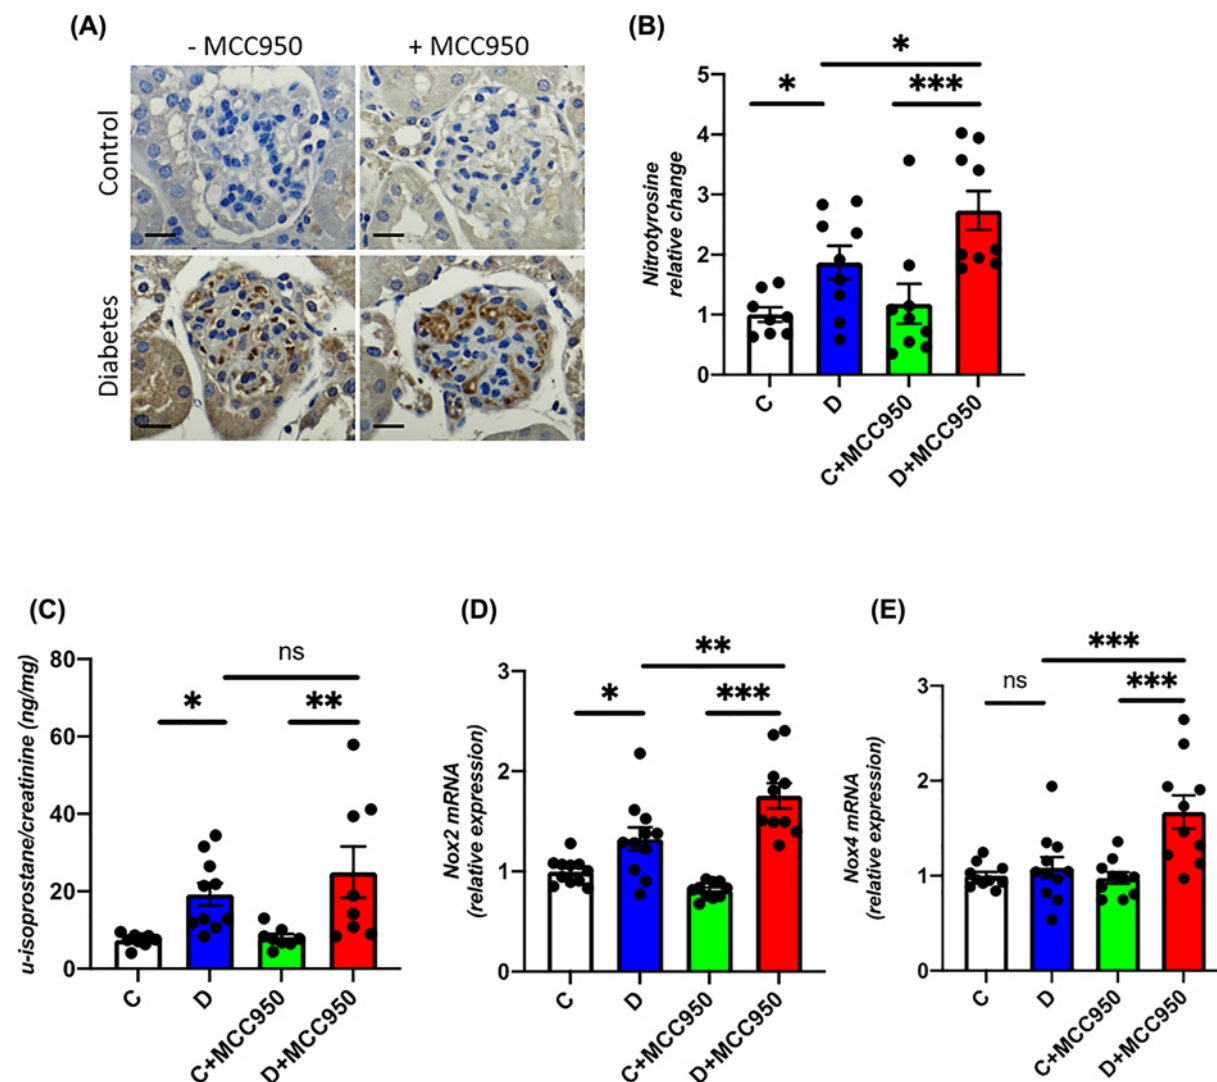 (A)
- MCC950
+ MCC950
Control
Diabetes
(B)
Nitrotyrosine
relative change
5
4
3
2
1
0
*
*
***
C
D
C+MCC950
D+MCC950
(C)
u-isoprostane/creatinine (ng/mg)
80
60
40
20
0
ns
*
**
C
D
C+MCC950
D+MCC950
(D)
Nox2 mRNA
(relative expression)
3
2
1
0
**
*
***
C
D
C+MCC950
D+MCC950
(E)
Nox4 mRNA
(relative expression)
3
2
1
0
***
ns
***
C
D
C+MCC950
D+MCC950